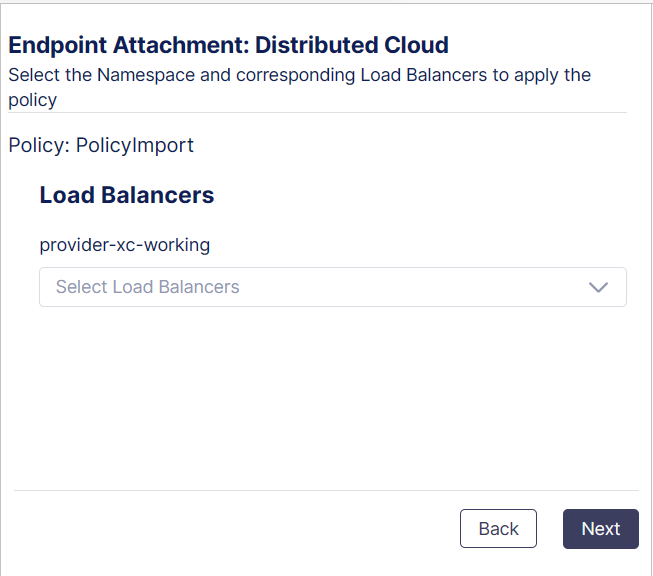 Endpoint Attachment: Distributed Cloud
Select the Namespace and corresponding Load Balancers to apply the
policy
Policy: PolicyImport
Load Balancers
provider-xc-working
Select Load Balancers
Back
Next